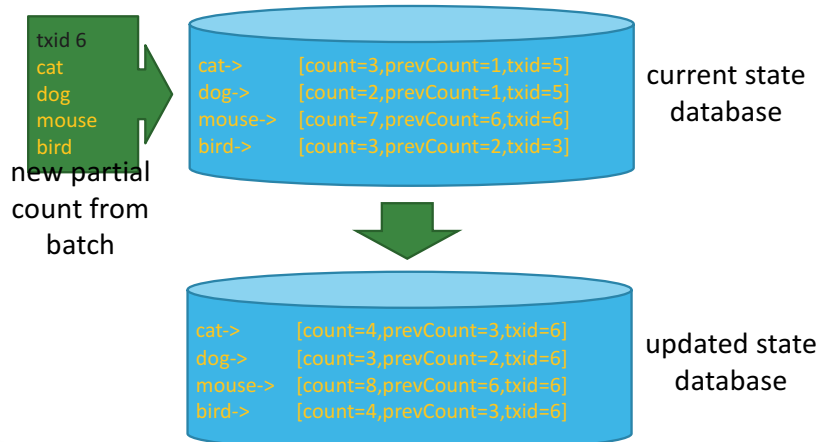 txid 6
cat
dog
mouse
bird
new partial
count from
batch
cat-> [count=3,prevCount=1,txid=5]
dog-> [count=2,prevCount=1,txid=5]
mouse-> [count=7,prevCount=6,txid=6]
bird-> [count=3,prevCount=2,txid=3]
current state
database
cat-> [count=4,prevCount=3,txid=6]
dog-> [count=3,prevCount=2,txid=6]
mouse-> [count=8,prevCount=6,txid=6]
bird-> [count=4,prevCount=3,txid=6]
updated state
database